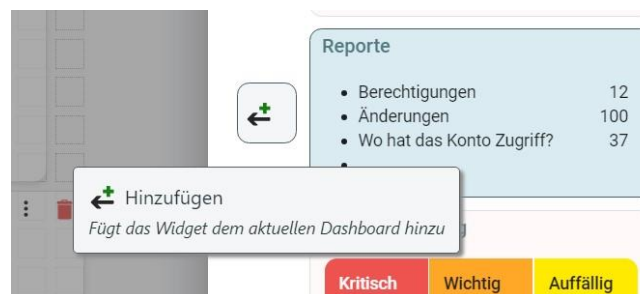 Reporte
Berechtigungen 12
Änderungen 100
Wo hat das Konto Zugriff? 37
Hinzufügen
Fügt das Widget dem aktuellen Dashboard hinzu
Kritisch Wichtig Auffällig